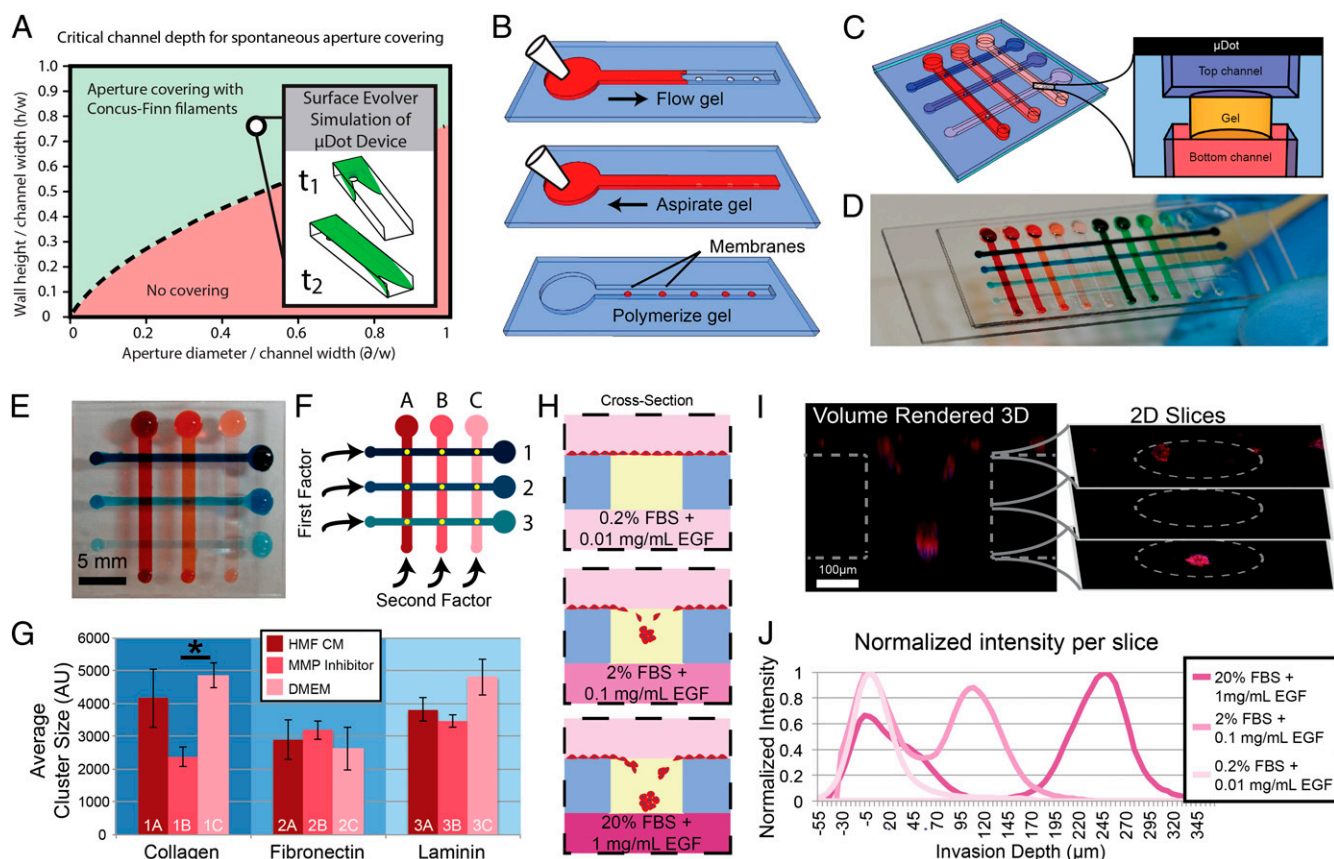 A
Critical channel depth for spontaneous aperture covering
Wall height / channel width (h/w)
1.0
0.9
0.8
0.7
0.6
0.5
0.4
0.3
0.2
0.1
0
Aperture covering with
Concus-Finn filaments
No covering
Surface Evolver
Simulation of
µDot Device
t1
t2
0
0.2
0.4
0.6
0.8
1
Aperture diameter / channel width (∂/w)
B
Flow gel
Aspirate gel
Membranes
Polymerize gel
C
µDot
Top channel
Gel
Bottom channel
D
E
5 mm
F
A B C
First Factor
1
2
3
Second Factor
G
Average
Cluster Size (AU)
6000
5000
4000
3000
2000
1000
0
HMF CM
MMP Inhibitor
DMEM
*
1A 1B 1C 2A 2B 2C 3A 3B 3C
Collagen Fibronectin Laminin
H
Cross-Section
0.2% FBS +
0.01 mg/mL EGF
2% FBS +
0.1 mg/mL EGF
20% FBS +
1 mg/mL EGF
I
Volume Rendered 3D
2D Slices
100µm
J
Normalized intensity per slice
Normalized Intensity
1
0.8
0.6
0.4
0.2
0
-55 -30 -5 20 45 70 95 120 145 170 195 220 245 270 295 320 345
Invasion Depth (µm)
20% FBS +
1mg/mL EGF
2% FBS +
0.1 mg/mL EGF
0.2% FBS +
0.01 mg/mL EGF